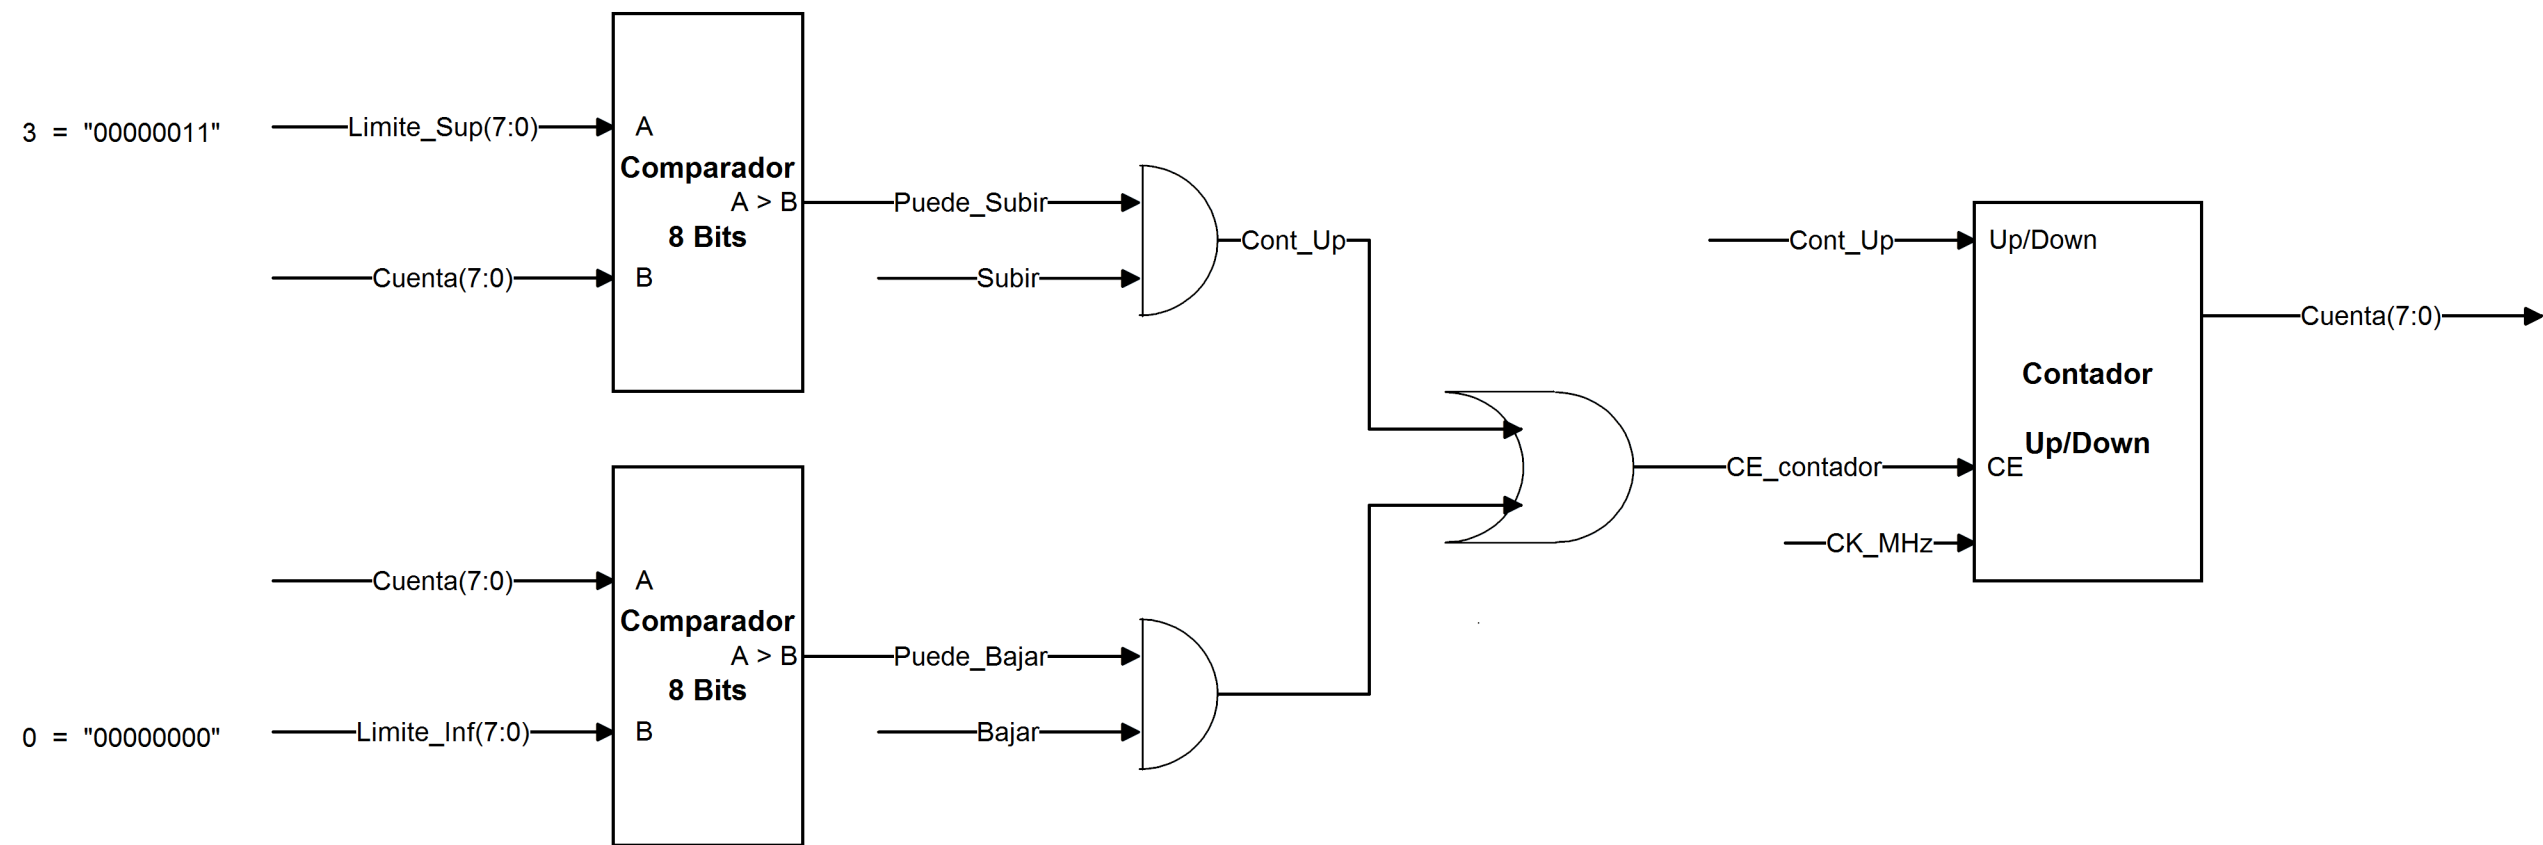 3 = "00000011"
Limite_Sup(7:0)
A
Comparador
A > B
8 Bits
Cuenta(7:0)
B
Puede_Subir
Subir
Cont_Up
Cont_Up
Up/Down
Cuenta(7:0)
Contador
Up/Down
CE_contador
CE
CK_MHz
Cuenta(7:0)
A
Comparador
A > B
8 Bits
Puede_Bajar
0 = "00000000"
Limite_Inf(7:0)
B
Bajar